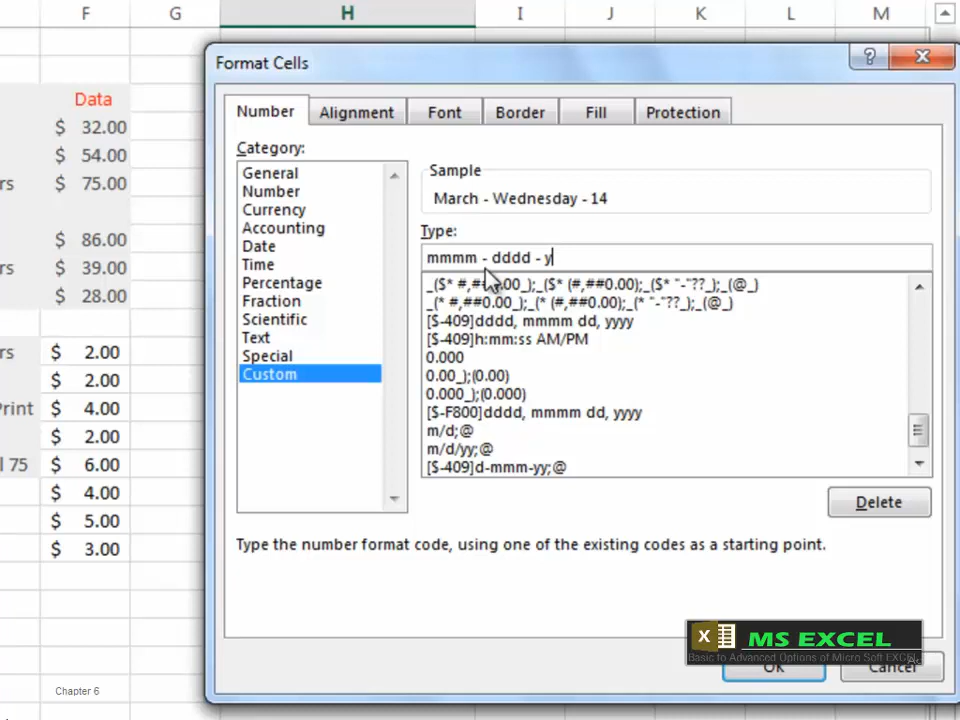 F G H I J K L M
Format Cells
Number Alignment Font Border Fill Protection
Category:
General
Number
Currency
Accounting
Date
Time
Percentage
Fraction
Scientific
Text
Special
Custom
Sample
March - Wednesday - 14
Type:
mmmm - dddd - y
_($* #,##0.00_);_($* (#,##0.00);_($* "-"??_);_(@_)
_(* #,##0.00_);_(* (#,##0.00);_(* "-"??_);_(@_)
[$-409]dddd, mmmm dd, yyyy
[$-409]h:mm:ss AM/PM
0.000
0.00_);(0.00)
0.000_);(0.000)
[$-F800]dddd, mmmm dd, yyyy
m/d;@
m/d/yy;@
[$-409]d-mmm-yy;@
Delete
Type the number format code, using one of the existing codes as a starting point.
OK Cancel
Data
$ 32.00
$ 54.00
rs $ 75.00
$ 86.00
rs $ 39.00
$ 28.00
rs $ 2.00
$ 2.00
Print $ 4.00
$ 2.00
l 75 $ 6.00
$ 4.00
$ 5.00
$ 3.00
Chapter 6
MS EXCEL
Basic to Advanced Options of Micro Soft EXCEL